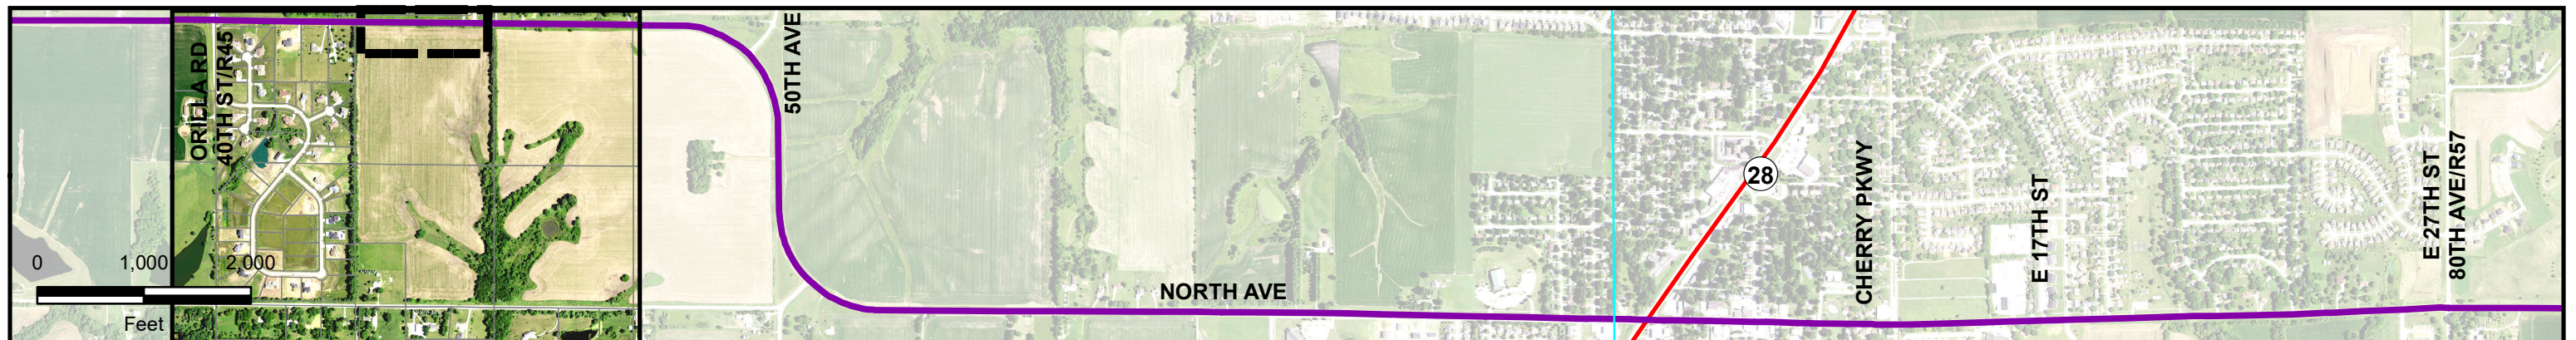 ORILLA RD
40TH ST/R45
50TH AVE
28
CHERRY PKWY
E 17TH ST
E 27TH ST
80TH AVE/R57
0 1,000 2,000
Feet
NORTH AVE